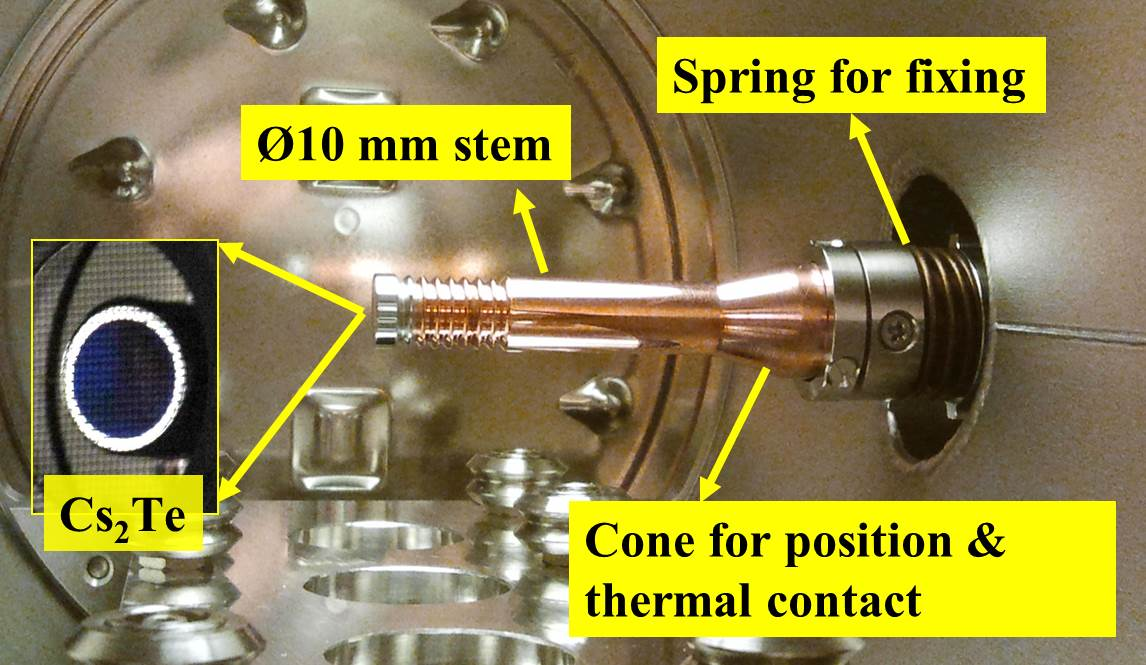 Spring for fixing
Ø10 mm stem
Cs₂Te
Cone for position &
thermal contact